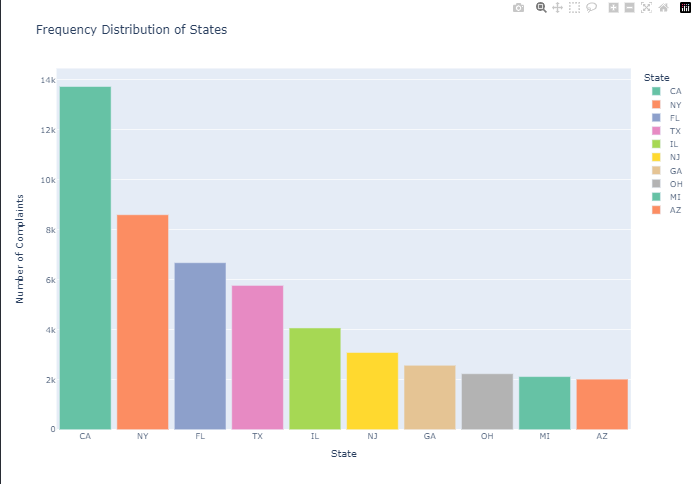 Frequency Distribution of States
Number of Complaints
14k
12k
10k
8k
6k
4k
2k
0
CA NY FL TX IL NJ GA OH MI AZ
State
State
CA
NY
FL
TX
IL
NJ
GA
OH
MI
AZ